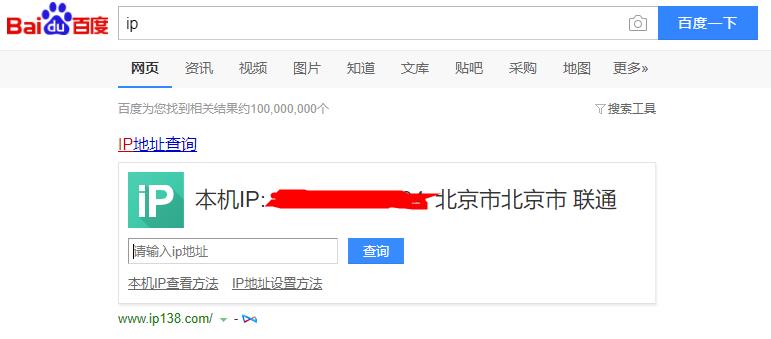 Bai du 百度
ip
百度一下
网页 资讯 视频 图片 知道 文库 贴吧 采购 地图 更多»
百度为您找到相关结果约100,000,000个
搜索工具
IP地址查询
iP
本机IP: 北京市北京市 联通
请输入ip地址
查询
本机IP查看方法 IP地址设置方法
www.ip138.com/ -